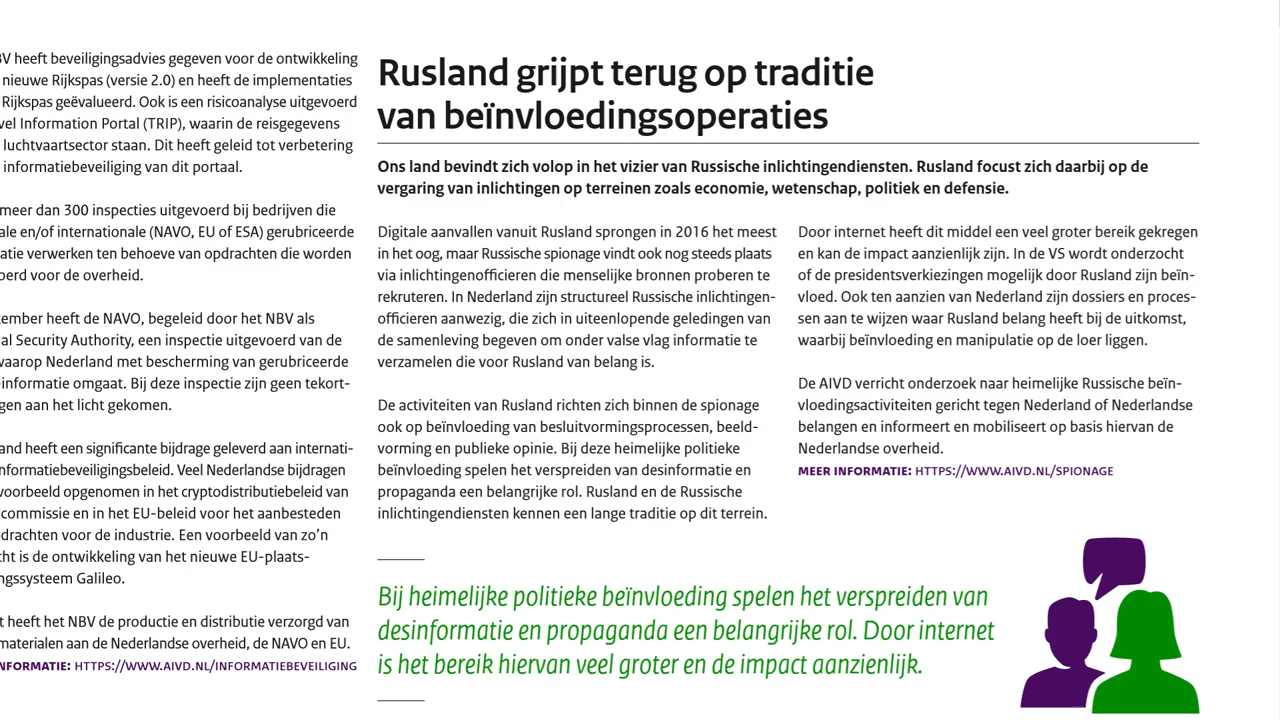 BV heeft beveiligingsadvies gegeven voor de ontwikkeling
nieuwe Rijkspas (versie 2.0) en heeft de implementaties
Rijkspas geëvalueerd. Ook is een risicoanalyse uitgevoerd
vel Information Portal (TRIP), waarin de reisgegevens
luchtvaartsector staan. Dit heeft geleid tot verbetering
informatiebeveiliging van dit portaal.
meer dan 300 inspecties uitgevoerd bij bedrijven die
ale en/of internationale (NAVO, EU of ESA) gerubriceerde
atie verwerken ten behoeve van opdrachten die worden
oerd voor de overheid.
tember heeft de NAVO, begeleid door het NBV als
al Security Authority, een inspectie uitgevoerd van de
waarop Nederland met bescherming van gerubriceerde
-informatie omgaat. Bij deze inspectie zijn geen tekort-
gen aan het licht gekomen.
and heeft een significante bijdrage geleverd aan internati-
nformatiebeveiligingsbeleid. Veel Nederlandse bijdragen
voorbeeld opgenomen in het cryptodistributiebeleid van
commissie en in het EU-beleid voor het aanbesteden
drachten voor de industrie. Een voorbeeld van zo’n
cht is de ontwikkeling van het nieuwe EU-plaats-
ngssysteem Galileo.
t heeft het NBV de productie en distributie verzorgd van
materialen aan de Nederlandse overheid, de NAVO en EU.
NFORMATIE: HTTPS://WWW.AIVD.NL/INFORMATIEBEVEILIGING
Rusland grijpt terug op traditie
van beïnvloedingsoperaties
Ons land bevindt zich volop in het vizier van Russische inlichtingendiensten. Rusland focust zich daarbij op de
vergaring van inlichtingen op terreinen zoals economie, wetenschap, politiek en defensie.
Digitale aanvallen vanuit Rusland sprongen in 2016 het meest
in het oog, maar Russische spionage vindt ook nog steeds plaats
via inlichtingenofficieren die menselijke bronnen proberen te
rekruteren. In Nederland zijn structureel Russische inlichtingen-
officieren aanwezig, die zich in uiteenlopende geledingen van
de samenleving begeven om onder valse vlag informatie te
verzamelen die voor Rusland van belang is.
De activiteiten van Rusland richten zich binnen de spionage
ook op beïnvloeding van besluitvormingsprocessen, beeld-
vorming en publieke opinie. Bij deze heimelijke politieke
beïnvloeding spelen het verspreiden van desinformatie en
propaganda een belangrijke rol. Rusland en de Russische
inlichtingendiensten kennen een lange traditie op dit terrein.
Door internet heeft dit middel een veel groter bereik gekregen
en kan de impact aanzienlijk zijn. In de VS wordt onderzocht
of de presidentsverkiezingen mogelijk door Rusland zijn beïn-
vloed. Ook ten aanzien van Nederland zijn dossiers en proces-
sen aan te wijzen waar Rusland belang heeft bij de uitkomst,
waarbij beïnvloeding en manipulatie op de loer liggen.
De AIVD verricht onderzoek naar heimelijke Russische beïn-
vloedingsactiviteiten gericht tegen Nederland of Nederlandse
belangen en informeert en mobiliseert op basis hiervan de
Nederlandse overheid.
MEER INFORMATIE: HTTPS://WWW.AIVD.NL/SPIONAGE
Bij heimelijke politieke beïnvloeding spelen het verspreiden van
desinformatie en propaganda een belangrijke rol. Door internet
is het bereik hiervan veel groter en de impact aanzienlijk.